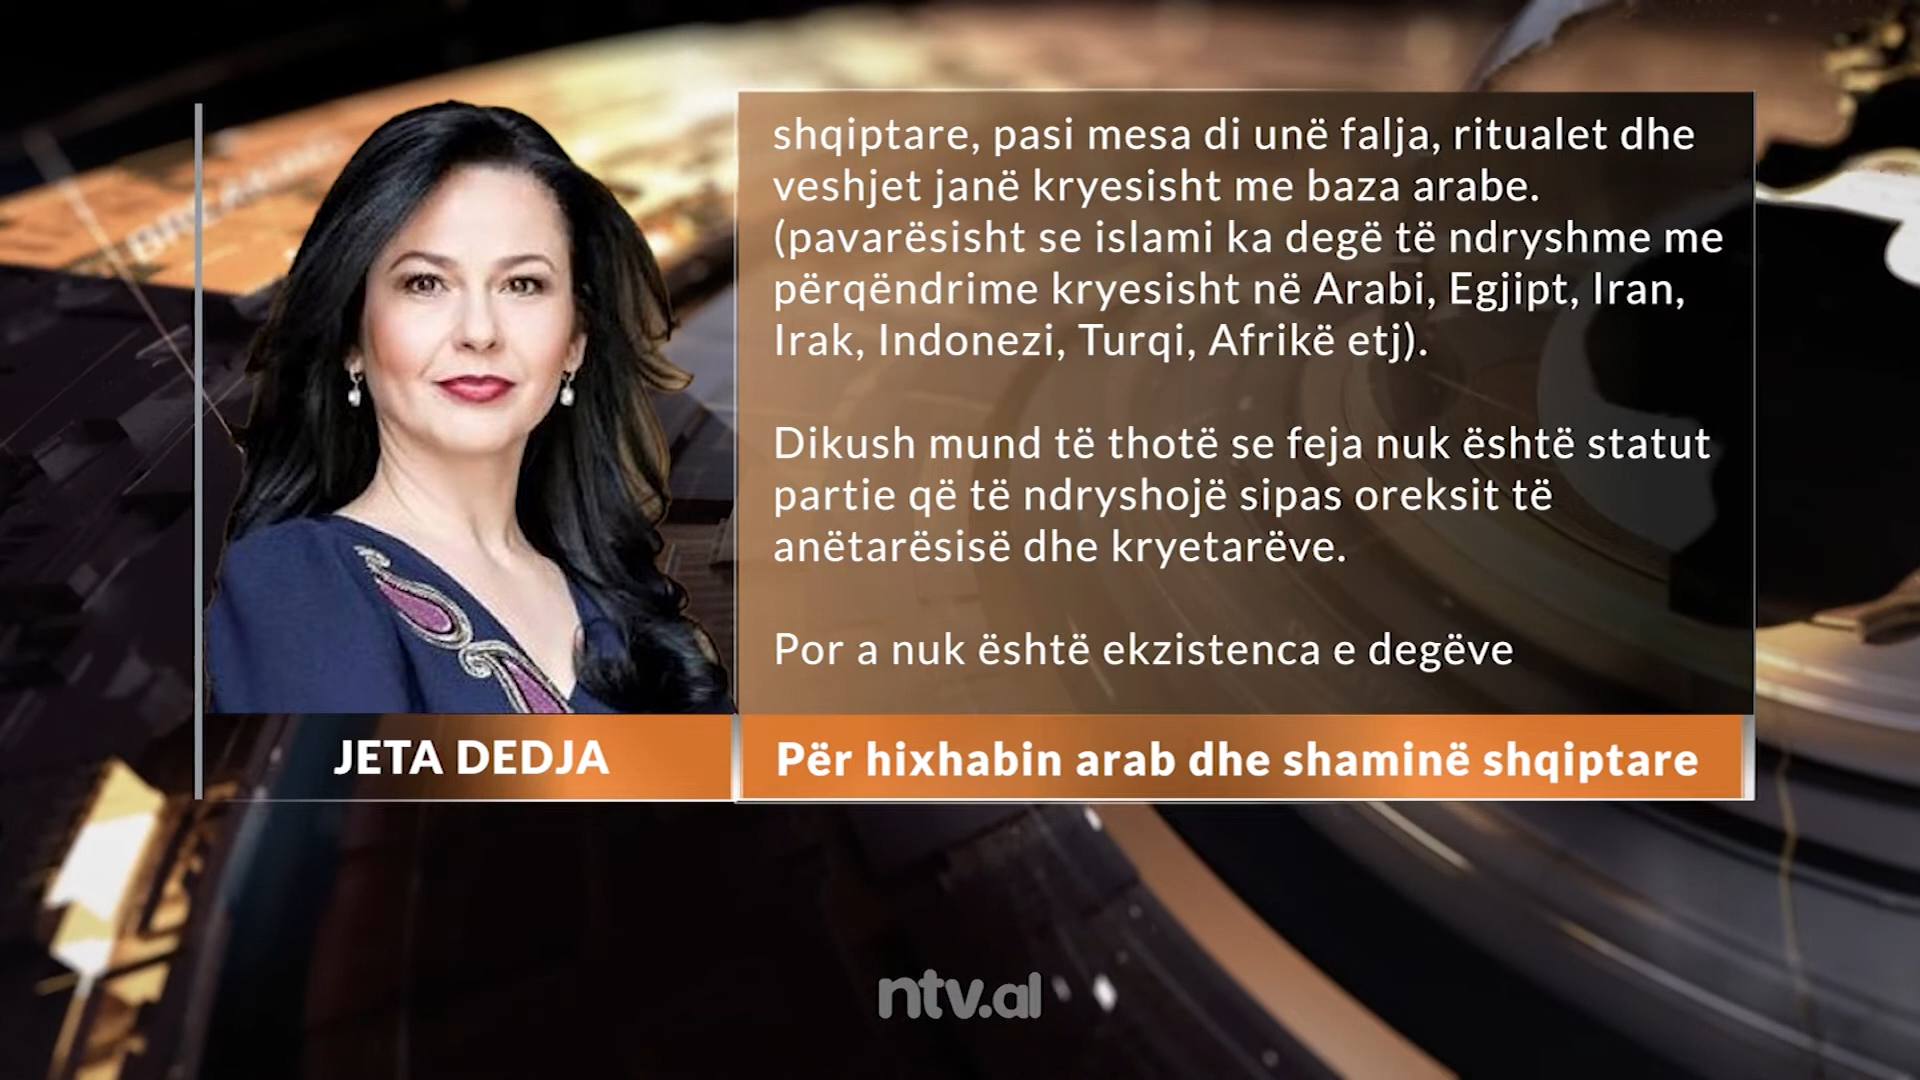 shqiptare, pasi mesa di unë falja, ritualet dhe
veshjet janë kryesisht me baza arabe.
(pavarësisht se islami ka degë të ndryshme me
përqëndrime kryesisht në Arabi, Egjipt, Iran,
Irak, Indonezi, Turqi, Afrikë etj).
Dikush mund të thotë se feja nuk është statut
partie që të ndryshojë sipas oreksit të
anëtarësisë dhe kryetarëve.
Por a nuk është ekzistenca e degëve
JETA DEDJA
Për hixhabin arab dhe shaminë shqiptare
ntv.al